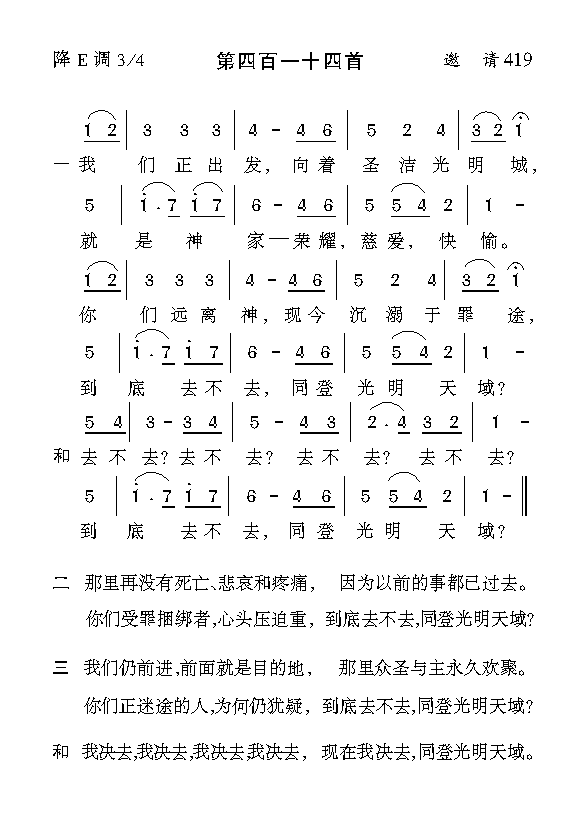 降E调3/4 第四百一十四首 邀 请419
1 2 | 3 3 3 | 4 - 4 6 | 5 2 4 | 3 2 1
一我 们正出发，向着 圣洁光明 城，
5 | 1 . 7 1 7 | 6 - 4 6 | 5 5 4 2 | 1 -
就 是 神 家—荣耀，慈爱，快 愉。
1 2 | 3 3 3 | 4 - 4 6 | 5 2 4 | 3 2 1
你 们远离神，现今 沉溺于罪 途，
5 | 1 . 7 1 7 | 6 - 4 6 | 5 5 4 2 | 1 -
到 底 去不 去，同登 光明 天 域？
5 4 | 3 - 3 4 | 5 - 4 3 | 2 . 4 3 2 | 1 -
和 去不 去？去不 去？ 去不 去？ 去不 去？
5 | 1 . 7 1 7 | 6 - 4 6 | 5 5 4 2 | 1 -
到 底 去不 去，同登 光明 天 域？
二 那里再没有死亡、悲哀和疼痛， 因为以前的事都已过去。
你们受罪捆绑者，心头压迫重，到底去不去，同登光明天域？
三 我们仍前进，前面就是目的地， 那里众圣与主永久欢聚。
你们正迷途的人，为何仍犹疑，到底去不去，同登光明天域？
和 我决去，我决去，我决去，我决去，现在我决去，同登光明天域。